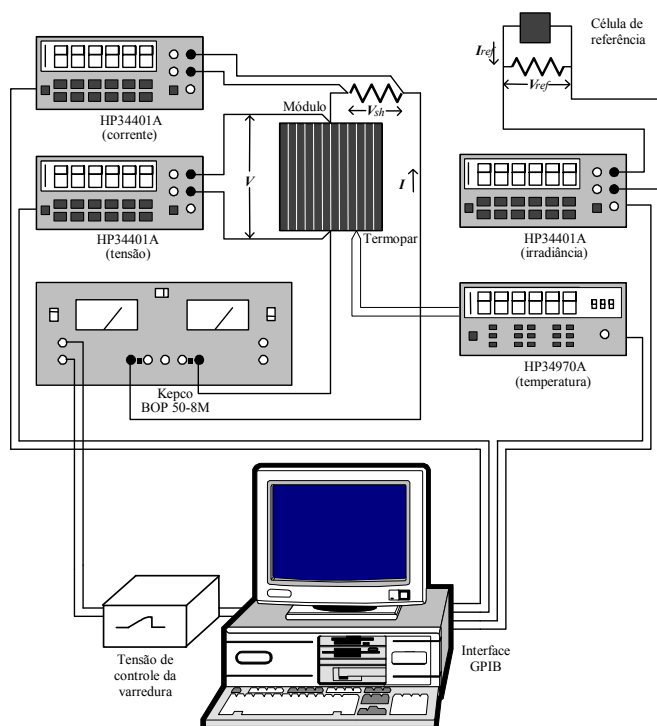 Célula de
referência
Iref
Vref
HP34401A
(corrente)
Módulo
Vsh
V
I
HP34401A
(tensão)
Termopar
HP34401A
(irradiância)
HP34970A
(temperatura)
Kepco
BOP 50-8M
Tensão de
controle da
varredura
Interface
GPIB